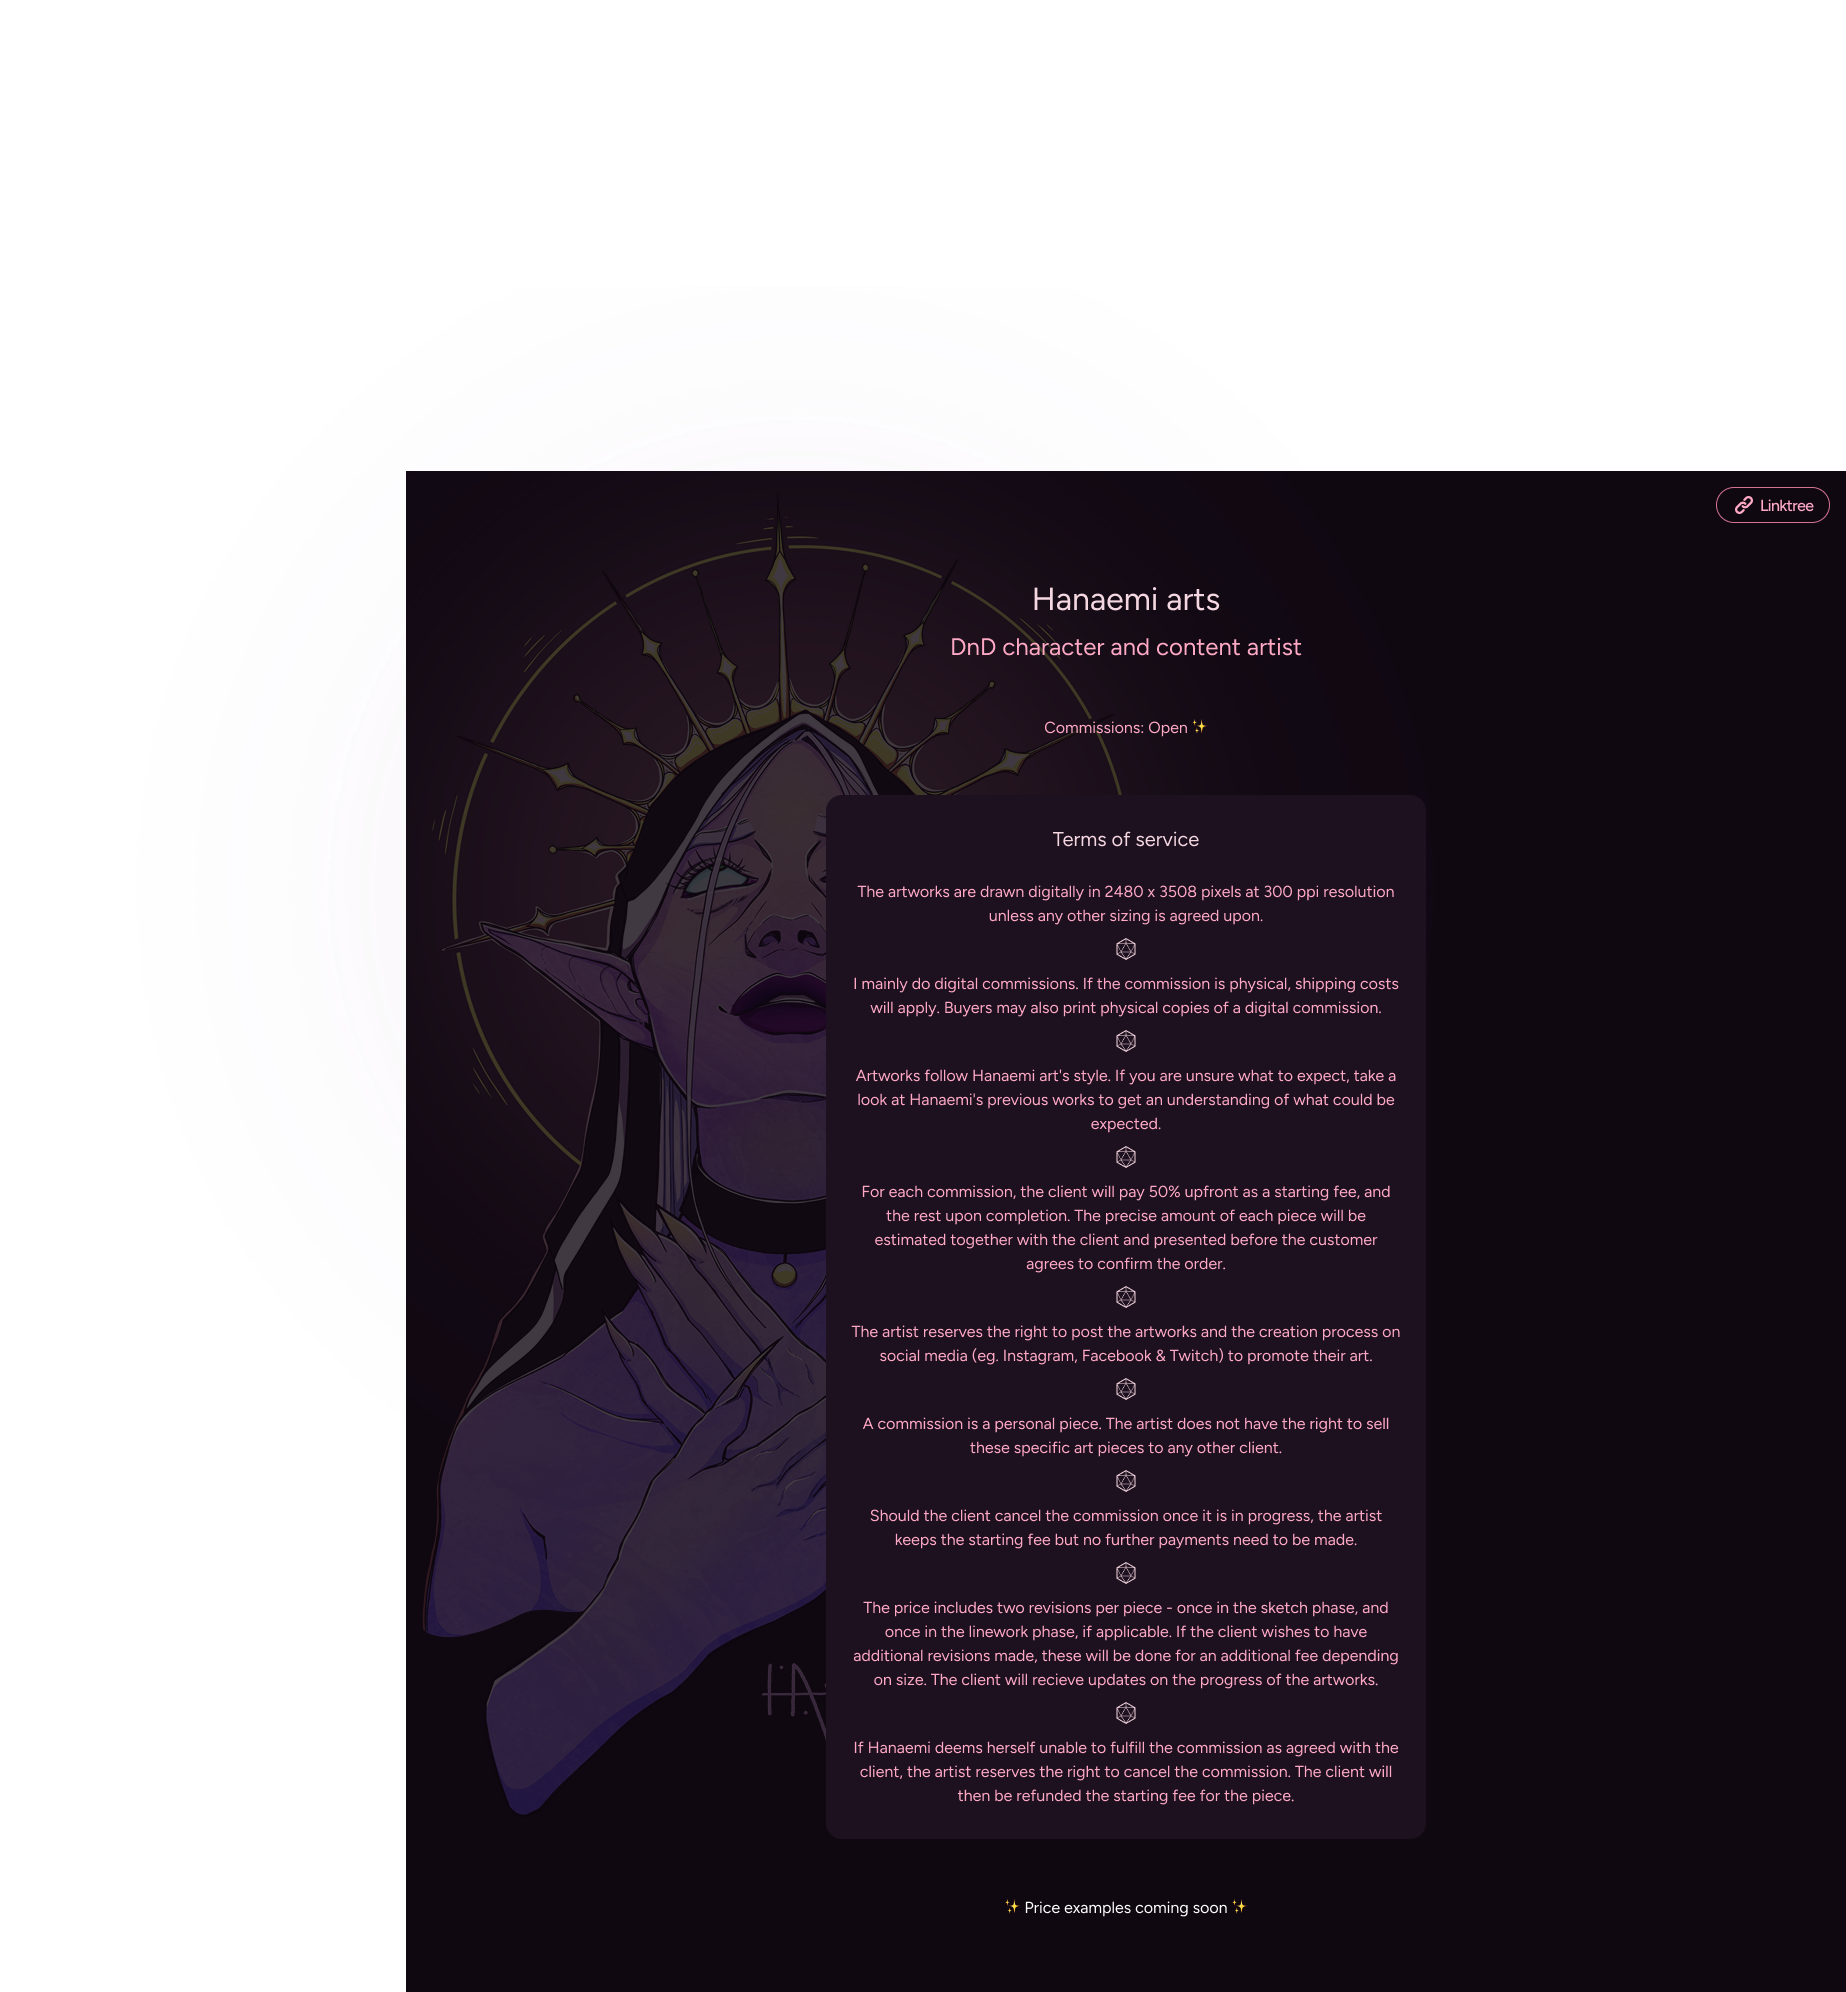 Linktree
Hanaemi arts
DnD character and content artist
Commissions: Open ✨
Terms of service
The artworks are drawn digitally in 2480 x 3508 pixels at 300 ppi resolution
unless any other sizing is agreed upon.
I mainly do digital commissions. If the commission is physical, shipping costs
will apply. Buyers may also print physical copies of a digital commission.
Artworks follow Hanaemi art's style. If you are unsure what to expect, take a
look at Hanaemi's previous works to get an understanding of what could be
expected.
For each commission, the client will pay 50% upfront as a starting fee, and
the rest upon completion. The precise amount of each piece will be
estimated together with the client and presented before the customer
agrees to confirm the order.
The artist reserves the right to post the artworks and the creation process on
social media (eg. Instagram, Facebook & Twitch) to promote their art.
A commission is a personal piece. The artist does not have the right to sell
these specific art pieces to any other client.
Should the client cancel the commission once it is in progress, the artist
keeps the starting fee but no further payments need to be made.
The price includes two revisions per piece - once in the sketch phase, and
once in the linework phase, if applicable. If the client wishes to have
additional revisions made, these will be done for an additional fee depending
on size. The client will recieve updates on the progress of the artworks.
If Hanaemi deems herself unable to fulfill the commission as agreed with the
client, the artist reserves the right to cancel the commission. The client will
then be refunded the starting fee for the piece.
✨ Price examples coming soon ✨